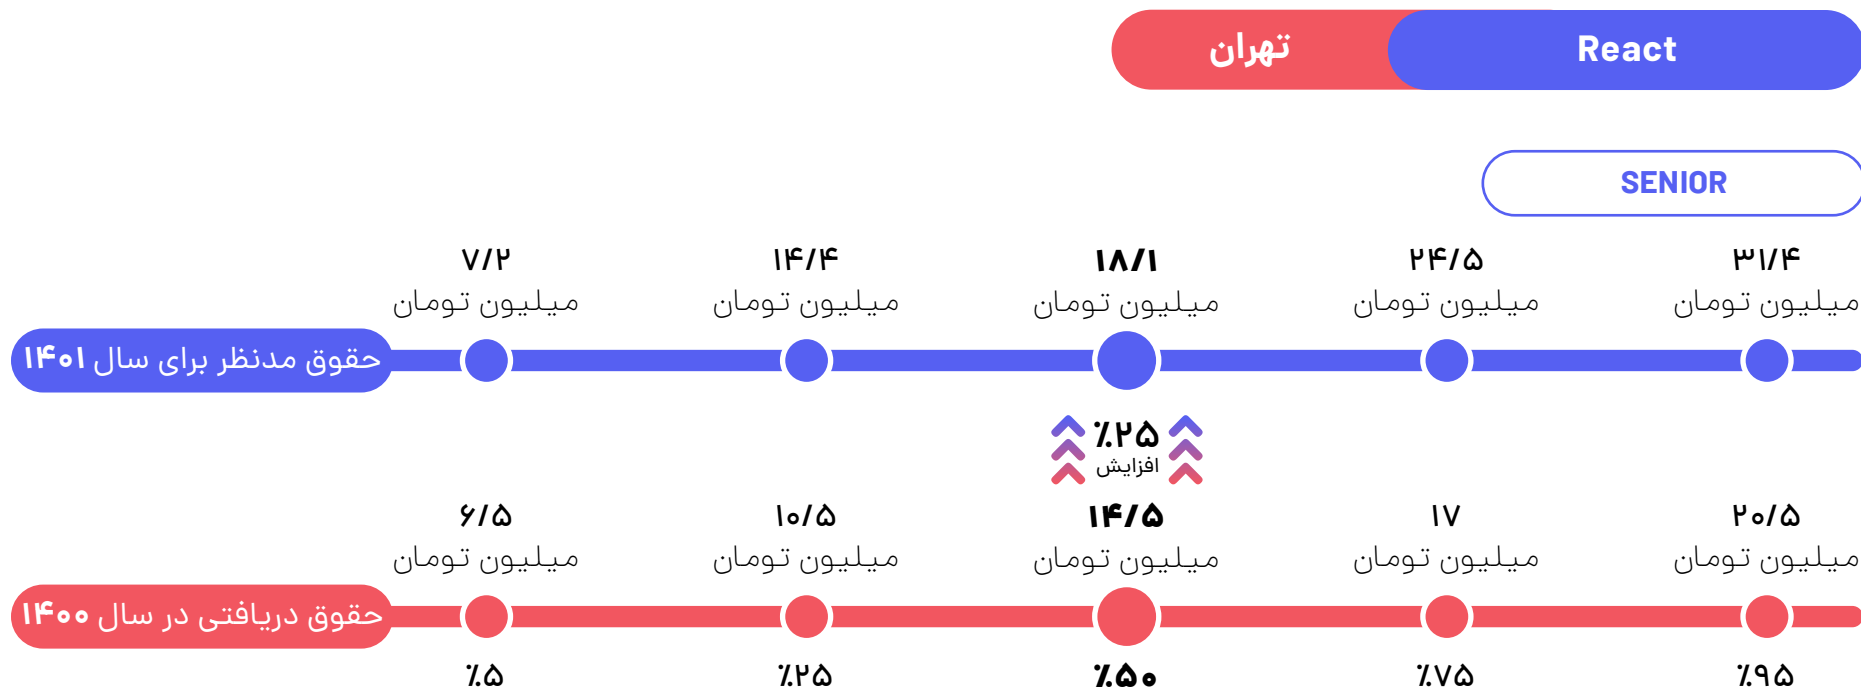 React
تهران
SENIOR
۳۱/۴ ۲۴/۵ ۱۸/۱ ۱۴/۴ ۷/۲
میلیون تومان میلیون تومان میلیون تومان میلیون تومان میلیون تومان
حقوق مدنظر برای سال ۱۴۰۱
٪۲۵
افزایش
۲۰/۵ ۱۷ ۱۴/۵ ۱۰/۵ ۶/۵
میلیون تومان میلیون تومان میلیون تومان میلیون تومان میلیون تومان
حقوق دریافتی در سال ۱۴۰۰
٪۹۵ ٪۷۵ ٪۵۰ ٪۲۵ ٪۵